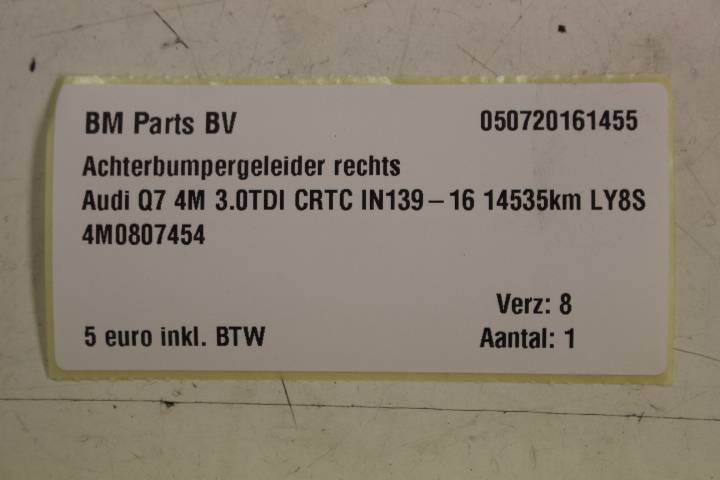 BM Parts BV 050720161455
Achterbumpergeleider rechts
Audi Q7 4M 3.0TDI CRTC IN139-16 14535km LY8S
4M0807454
Verz: 8
5 euro inkl. BTW Aantal: 1